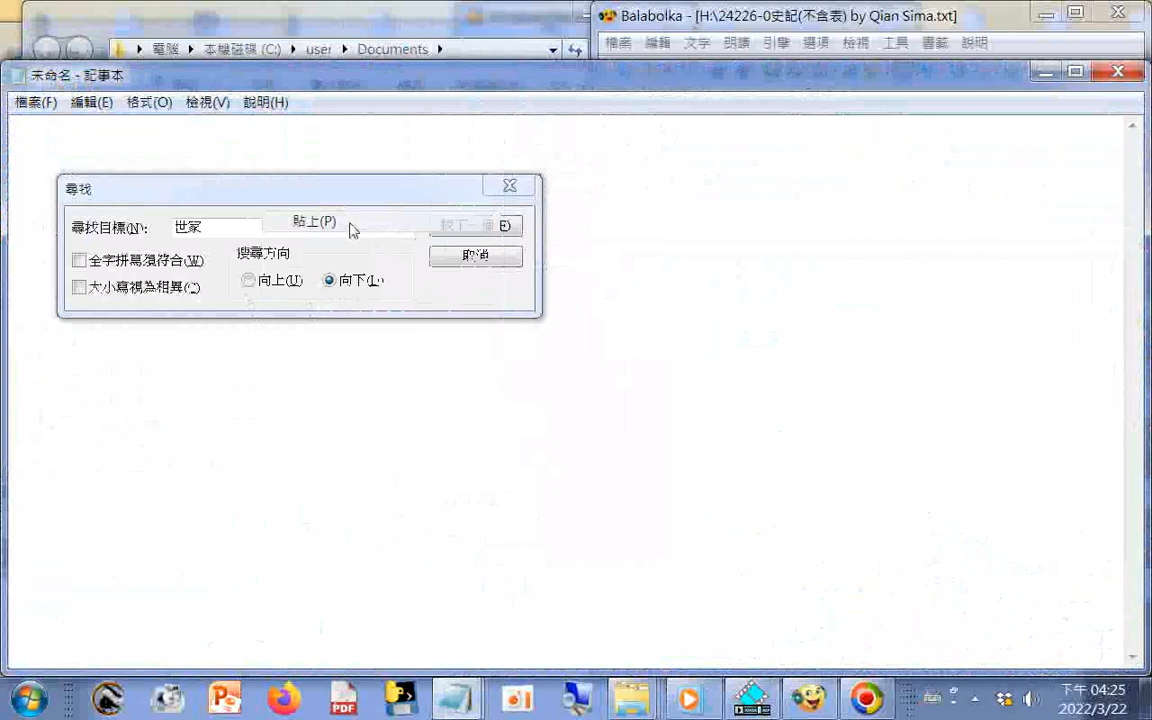 Balabolka - [H:\24226-0史記(不含表) by Qian Sima.txt]
檔案 編輯 文字 朗讀 引擎 選項 檢視 工具 書籤 說明
電腦 本機磁碟 (C:) user Documents
未命名 - 記事本
檔案(F) 編輯(E) 格式(O) 檢視(V) 說明(H)
尋找
尋找目標(N): 世家 貼上(P)
全字拼寫須符合(W) 搜尋方向 取消
大小寫視為相異(C) 向上(U) 向下(D)
PDF
下午 04:25
2022/3/22